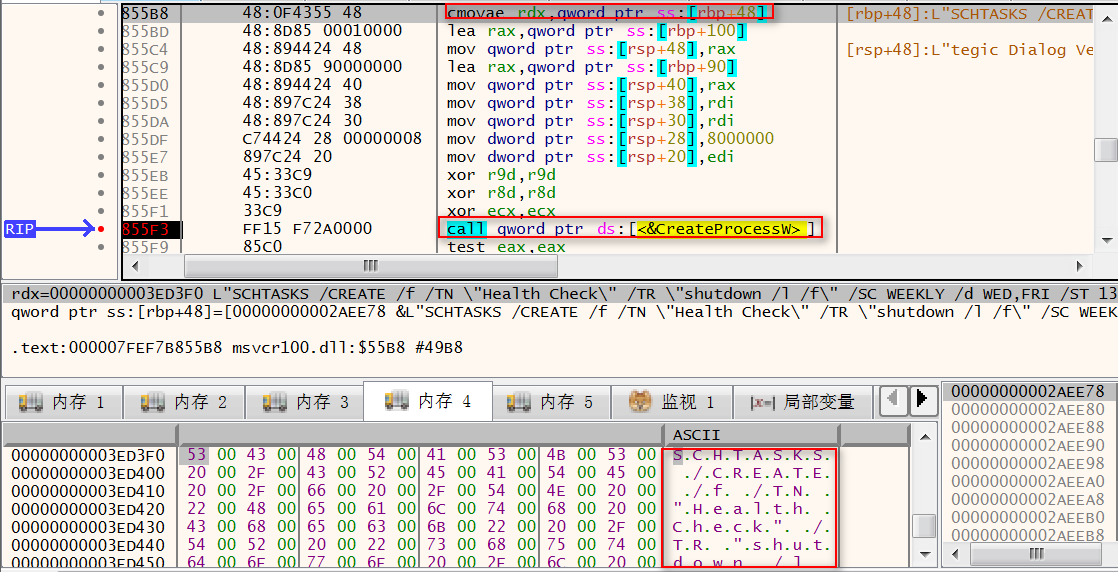 855B8 48:0F4355 48 cmovae rdx,qword ptr ss:[rbp+48] [rbp+48]:L"SCHTASKS /CREAT
855BD 48:8D85 00010000 lea rax,qword ptr ss:[rbp+100]
855C4 48:894424 48 mov qword ptr ss:[rsp+48],rax [rsp+48]:L"tegic Dialog Ve
855C9 48:8D85 90000000 lea rax,qword ptr ss:[rbp+90]
855D0 48:894424 40 mov qword ptr ss:[rsp+40],rax
855D5 48:897C24 38 mov qword ptr ss:[rsp+38],rdi
855DA 48:897C24 30 mov qword ptr ss:[rsp+30],rdi
855DF C74424 28 00000008 mov dword ptr ss:[rsp+28],8000000
855E7 897C24 20 mov dword ptr ss:[rsp+20],edi
855EB 45:33C9 xor r9d,r9d
855EE 45:33C0 xor r8d,r8d
855F1 33C9 xor ecx,ecx
RIP 855F3 FF15 F72A0000 call qword ptr ds:[<&CreateProcessW>]
855F9 85C0 test eax,eax
rdx=00000000003ED3F0 L"SCHTASKS /CREATE /f /TN \"Health Check\" /TR \"shutdown /l /f\" /SC WEEKLY /d WED,FRI /ST 13
qword ptr ss:[rbp+48]=[00000000002AEE78 &L"SCHTASKS /CREATE /f /TN \"Health Check\" /TR \"shutdown /l /f\" /SC WEEK
.text:000007FEF7B855B8 msvcr100.dll:$55B8 #49B8
内存 1 内存 2 内存 3 内存 4 内存 5 监视 1 |x=| 局部变量
ASCII
00000000003ED3F0 53 00 43 00 48 00 54 00 41 00 53 00 4B 00 53 00 S.C.H.T.A.S.K.S.
00000000003ED400 20 00 2F 00 43 00 52 00 45 00 41 00 54 00 45 00 ./.C.R.E.A.T.E.
00000000003ED410 20 00 2F 00 66 00 20 00 2F 00 54 00 4E 00 20 00 ./.f. ./.T.N. .
00000000003ED420 22 00 48 00 65 00 61 00 6C 00 74 00 68 00 20 00 ".H.e.a.l.t.h. .
00000000003ED430 43 00 68 00 65 00 63 00 6B 00 22 00 20 00 2F 00 C.h.e.c.k.". ./.
00000000003ED440 54 00 52 00 20 00 22 00 73 00 68 00 75 00 74 00 T.R. .".s.h.u.t.
00000000003ED450 64 00 6F 00 77 00 6E 00 20 00 2F 00 6C 00 20 00 d.o.w.n. ./.l. .
00000000002AEE78
00000000002AEE80
00000000002AEE88
00000000002AEE90
00000000002AEE98
00000000002AEEA0
00000000002AEEA8
00000000002AEEB0
00000000002AEEB8